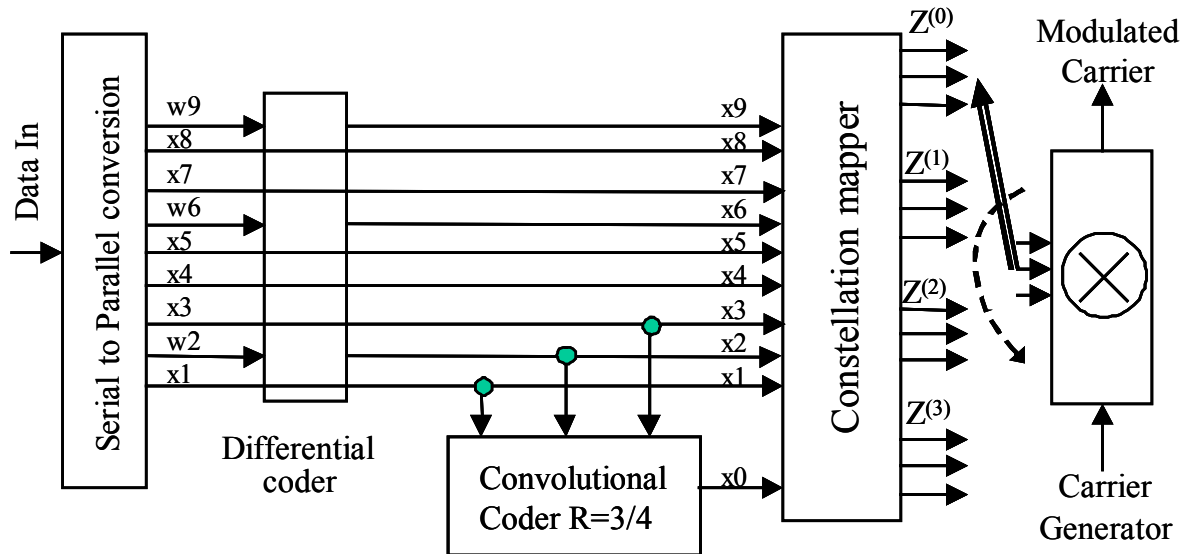 Data In
Serial to Parallel conversion
w9
x8
x7
w6
x5
x4
x3
w2
x1
Differential
coder
Convolutional
Coder R=3/4
x9
x8
x7
x6
x5
x4
x3
x2
x1
x0
Constellation mapper
Z(0)
Z(1)
Z(2)
Z(3)
Modulated
Carrier
Carrier
Generator